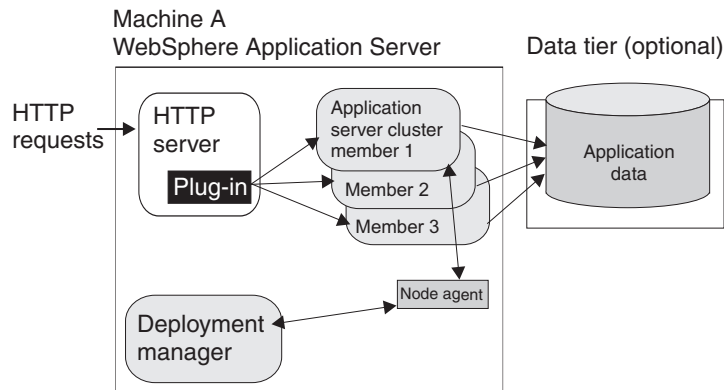 Machine A
WebSphere Application Server
Data tier (optional)
HTTP
requests
HTTP
server
Plug-in
Application
server cluster
member 1
Member 2
Member 3
Application
data
Node agent
Deployment
manager